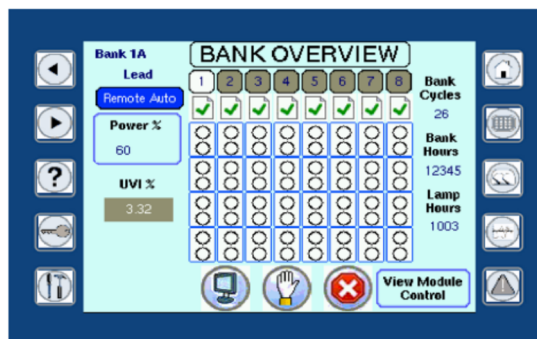 Bank 1A
BANK OVERVIEW
Lead
Remote Auto
1 2 3 4 5 6 7 8
Power %
60
UVI %
3.32
Bank
Cycles
26
Bank
Hours
12345
Lamp
Hours
1003
View Module
Control
?